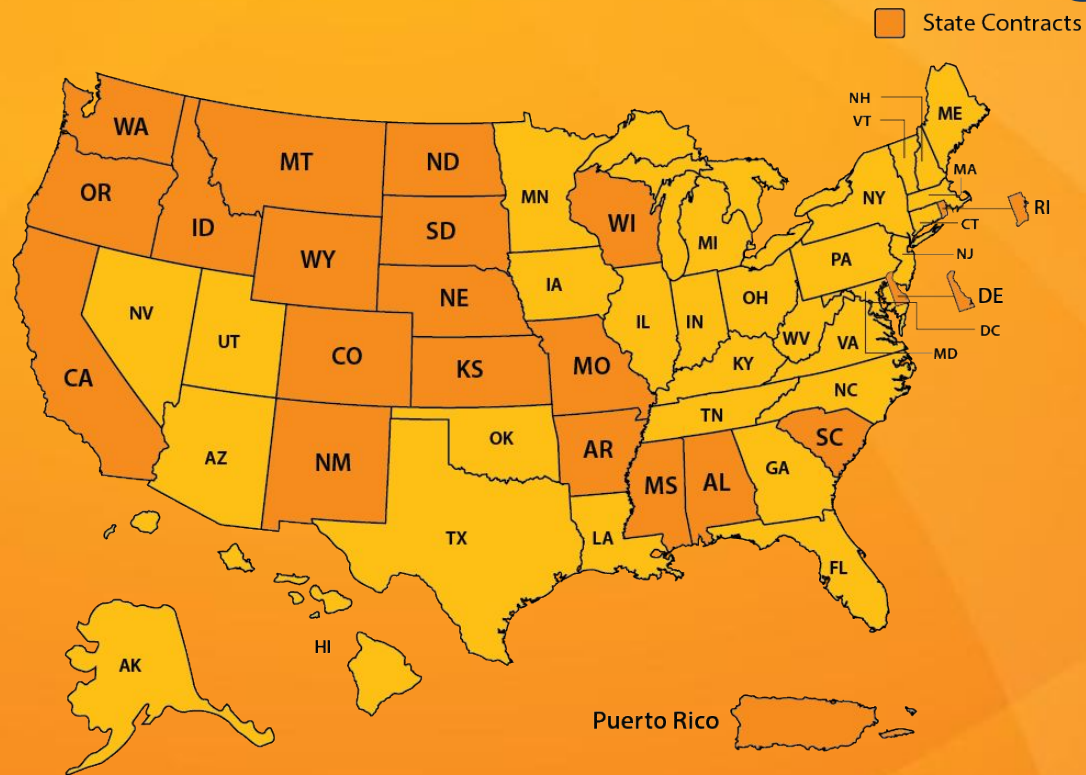 State Contracts
NH
ME
VT
WA
MT
ND
MA
OR
MN
NY
RI
ID
SD
WI
CT
MI
WY
NJ
PA
NE
IA
OH
DE
NV
IL
IN
DC
UT
WV
VA
CO
MD
KS
MO
KY
CA
NC
TN
OK
SC
AR
AZ
NM
GA
MS
AL
TX
LA
FL
HI
AK
Puerto Rico